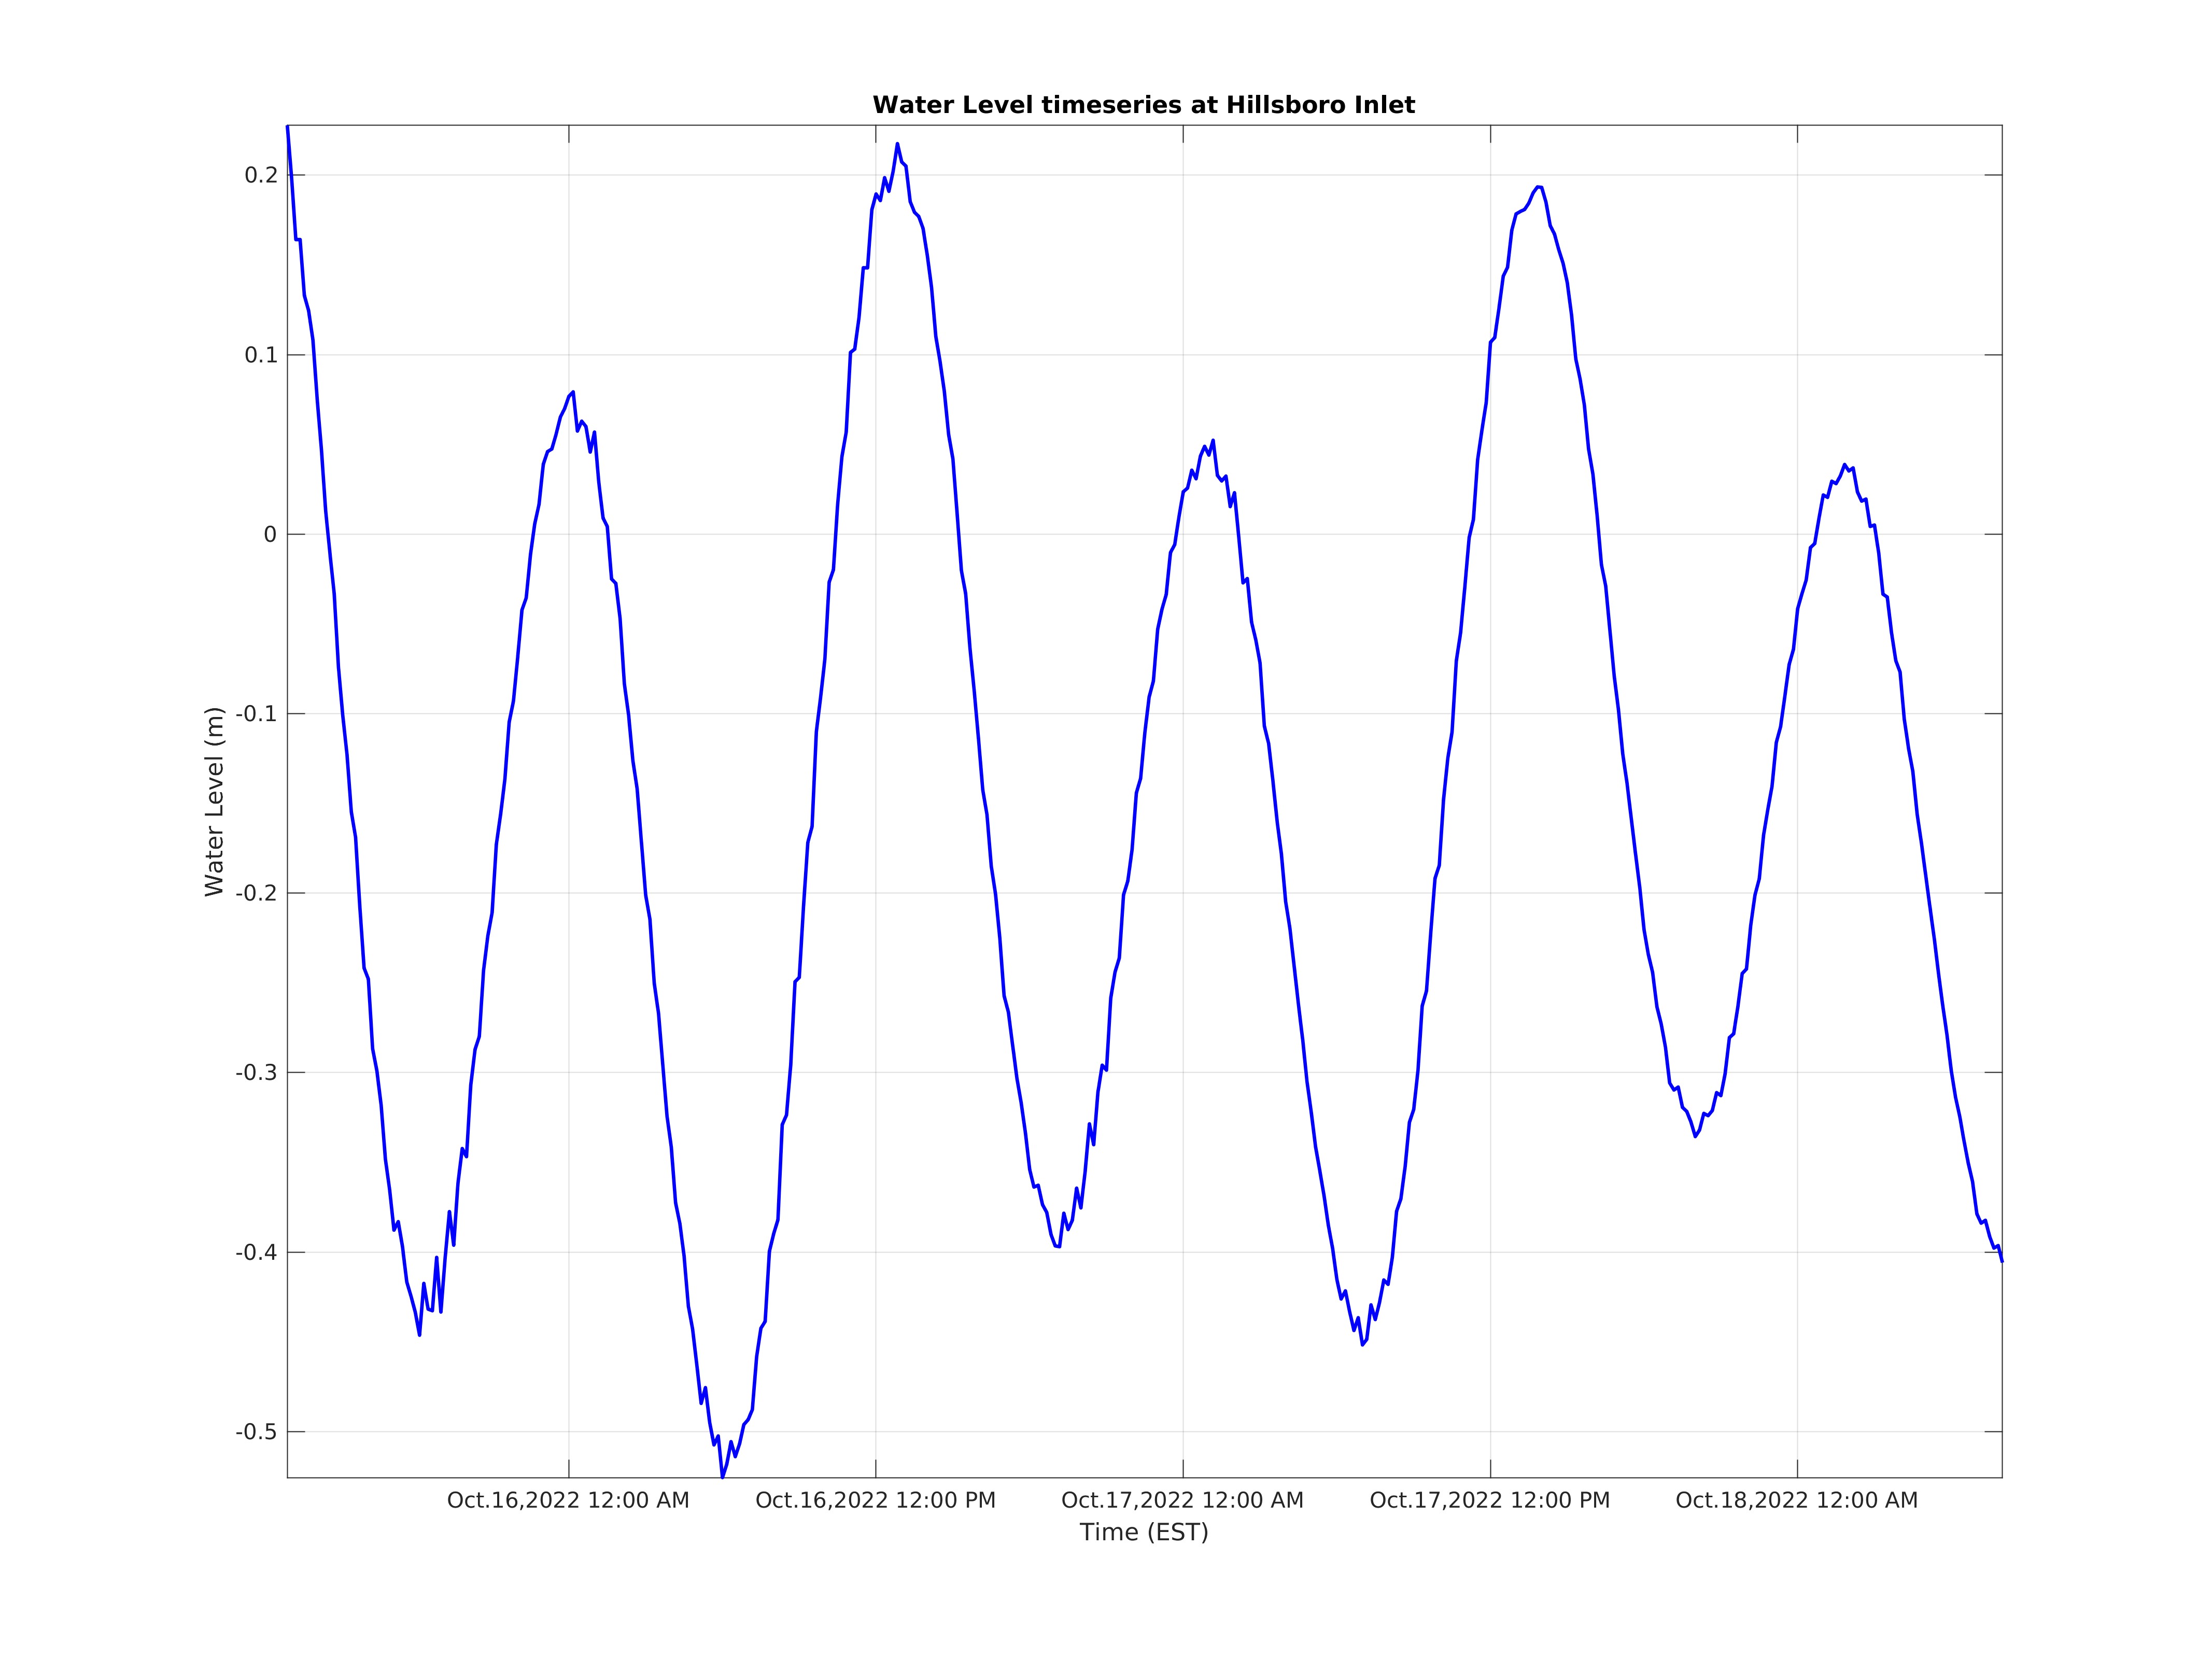 Water Level timeseries at Hillsboro Inlet
0.2
0.1
0
-0.1
-0.2
-0.3
-0.4
-0.5
Water Level (m)
Oct.16,2022 12:00 AM Oct.16,2022 12:00 PM Oct.17,2022 12:00 AM Oct.17,2022 12:00 PM Oct.18,2022 12:00 AM
Time (EST)